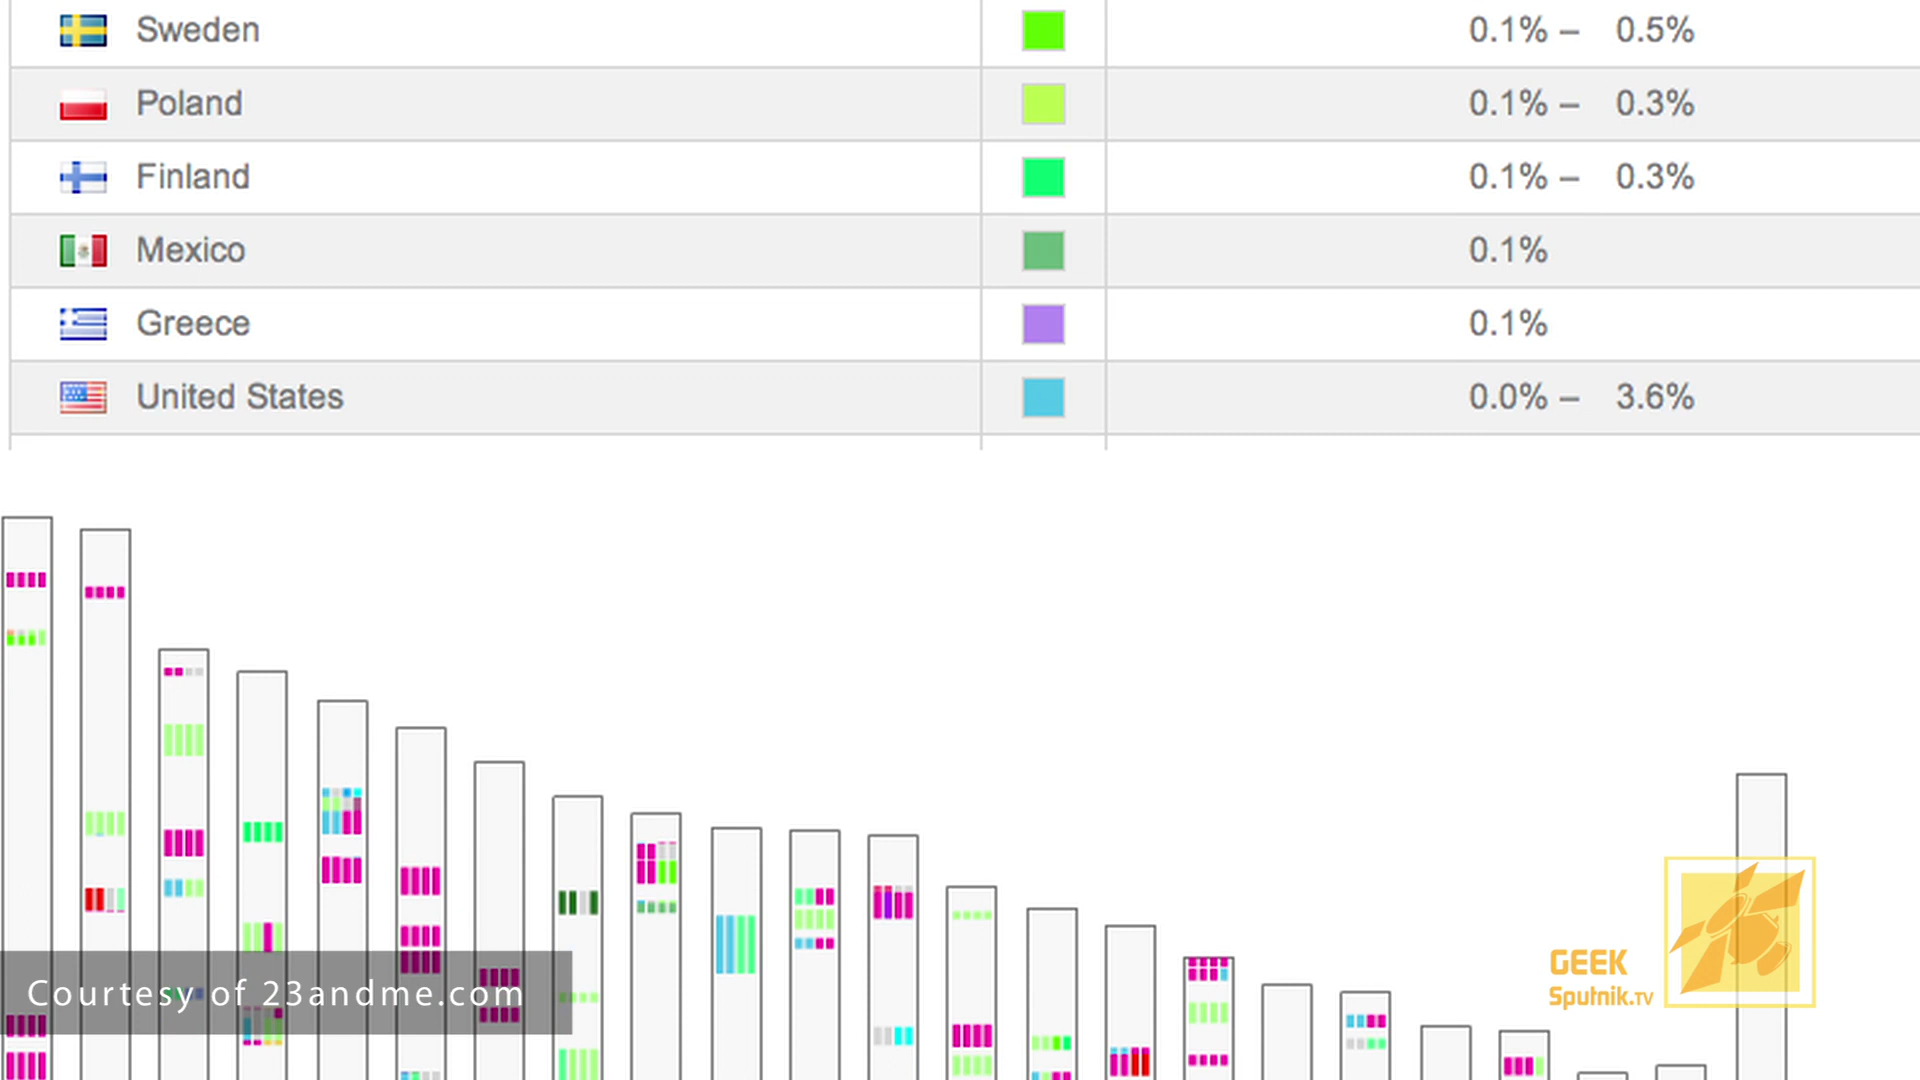 Sweden 0.1% – 0.5%
Poland 0.1% – 0.3%
Finland 0.1% – 0.3%
Mexico 0.1%
Greece 0.1%
United States 0.0% – 3.6%
Courtesy of 23andme.com
GEEK
Sputnik.TV